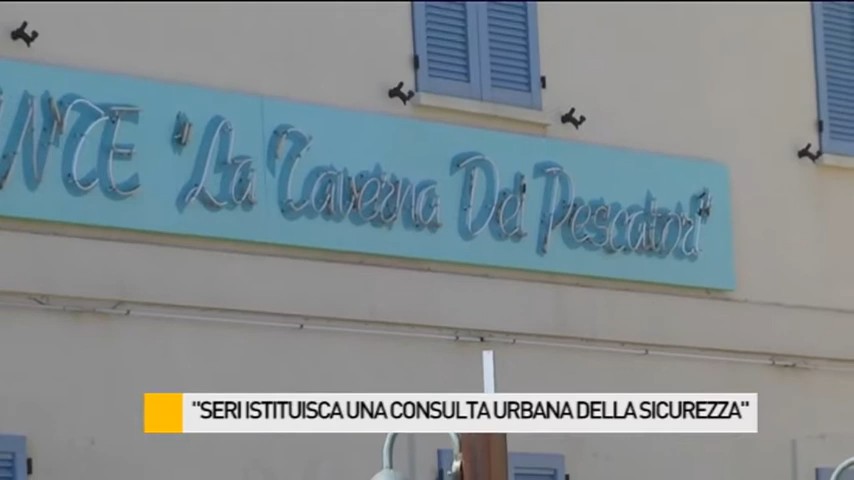 NTE "La Taverna Del Pescatori"
"SERI ISTITUISCA UNA CONSULTA URBANA DELLA SICUREZZA"